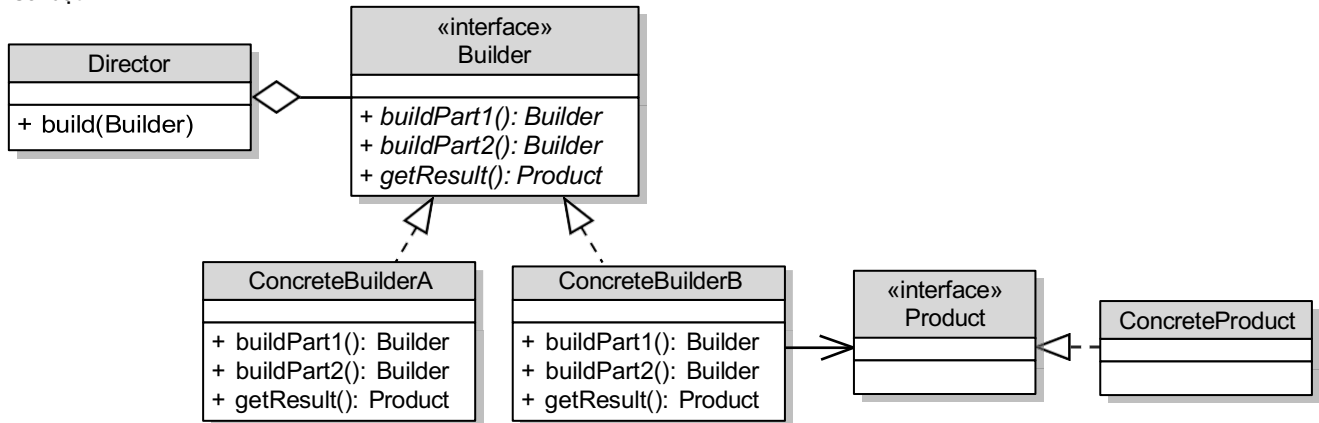 Director
+ build(Builder)
«interface»
Builder
+ buildPart1(): Builder
+ buildPart2(): Builder
+ getResult(): Product
ConcreteBuilderA
+ buildPart1(): Builder
+ buildPart2(): Builder
+ getResult(): Product
ConcreteBuilderB
+ buildPart1(): Builder
+ buildPart2(): Builder
+ getResult(): Product
«interface»
Product
ConcreteProduct